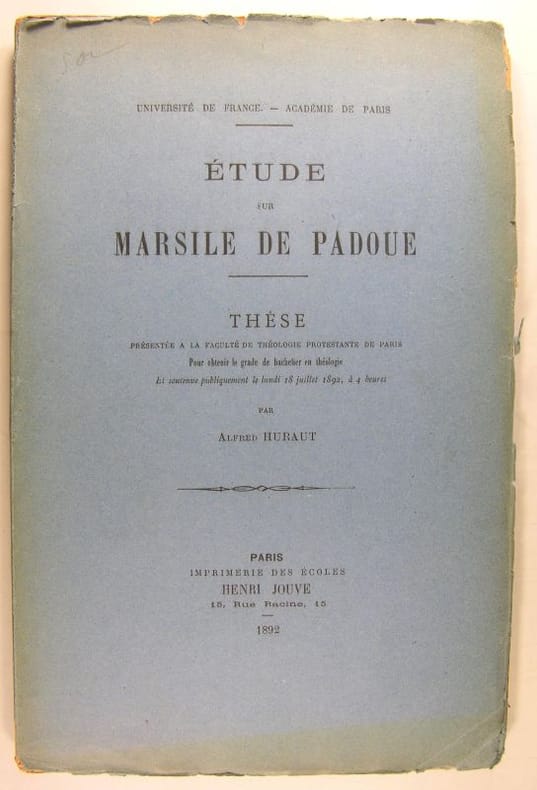 UNIVERSITÉ DE FRANCE. — ACADÉMIE DE PARIS
ÉTUDE
SUR
MARSILE DE PADOUE
THÈSE
PRÉSENTÉE A LA FACULTÉ DE THÉOLOGIE PROTESTANTE DE PARIS
Pour obtenir le grade de bachelier en théologie
Et soutenue publiquement le lundi 18 juillet 1892, à 4 heures
PAR
ALFRED HURAUT
PARIS
IMPRIMERIE DES ÉCOLES
HENRI JOUVE
15, Rue Racine, 15
1892